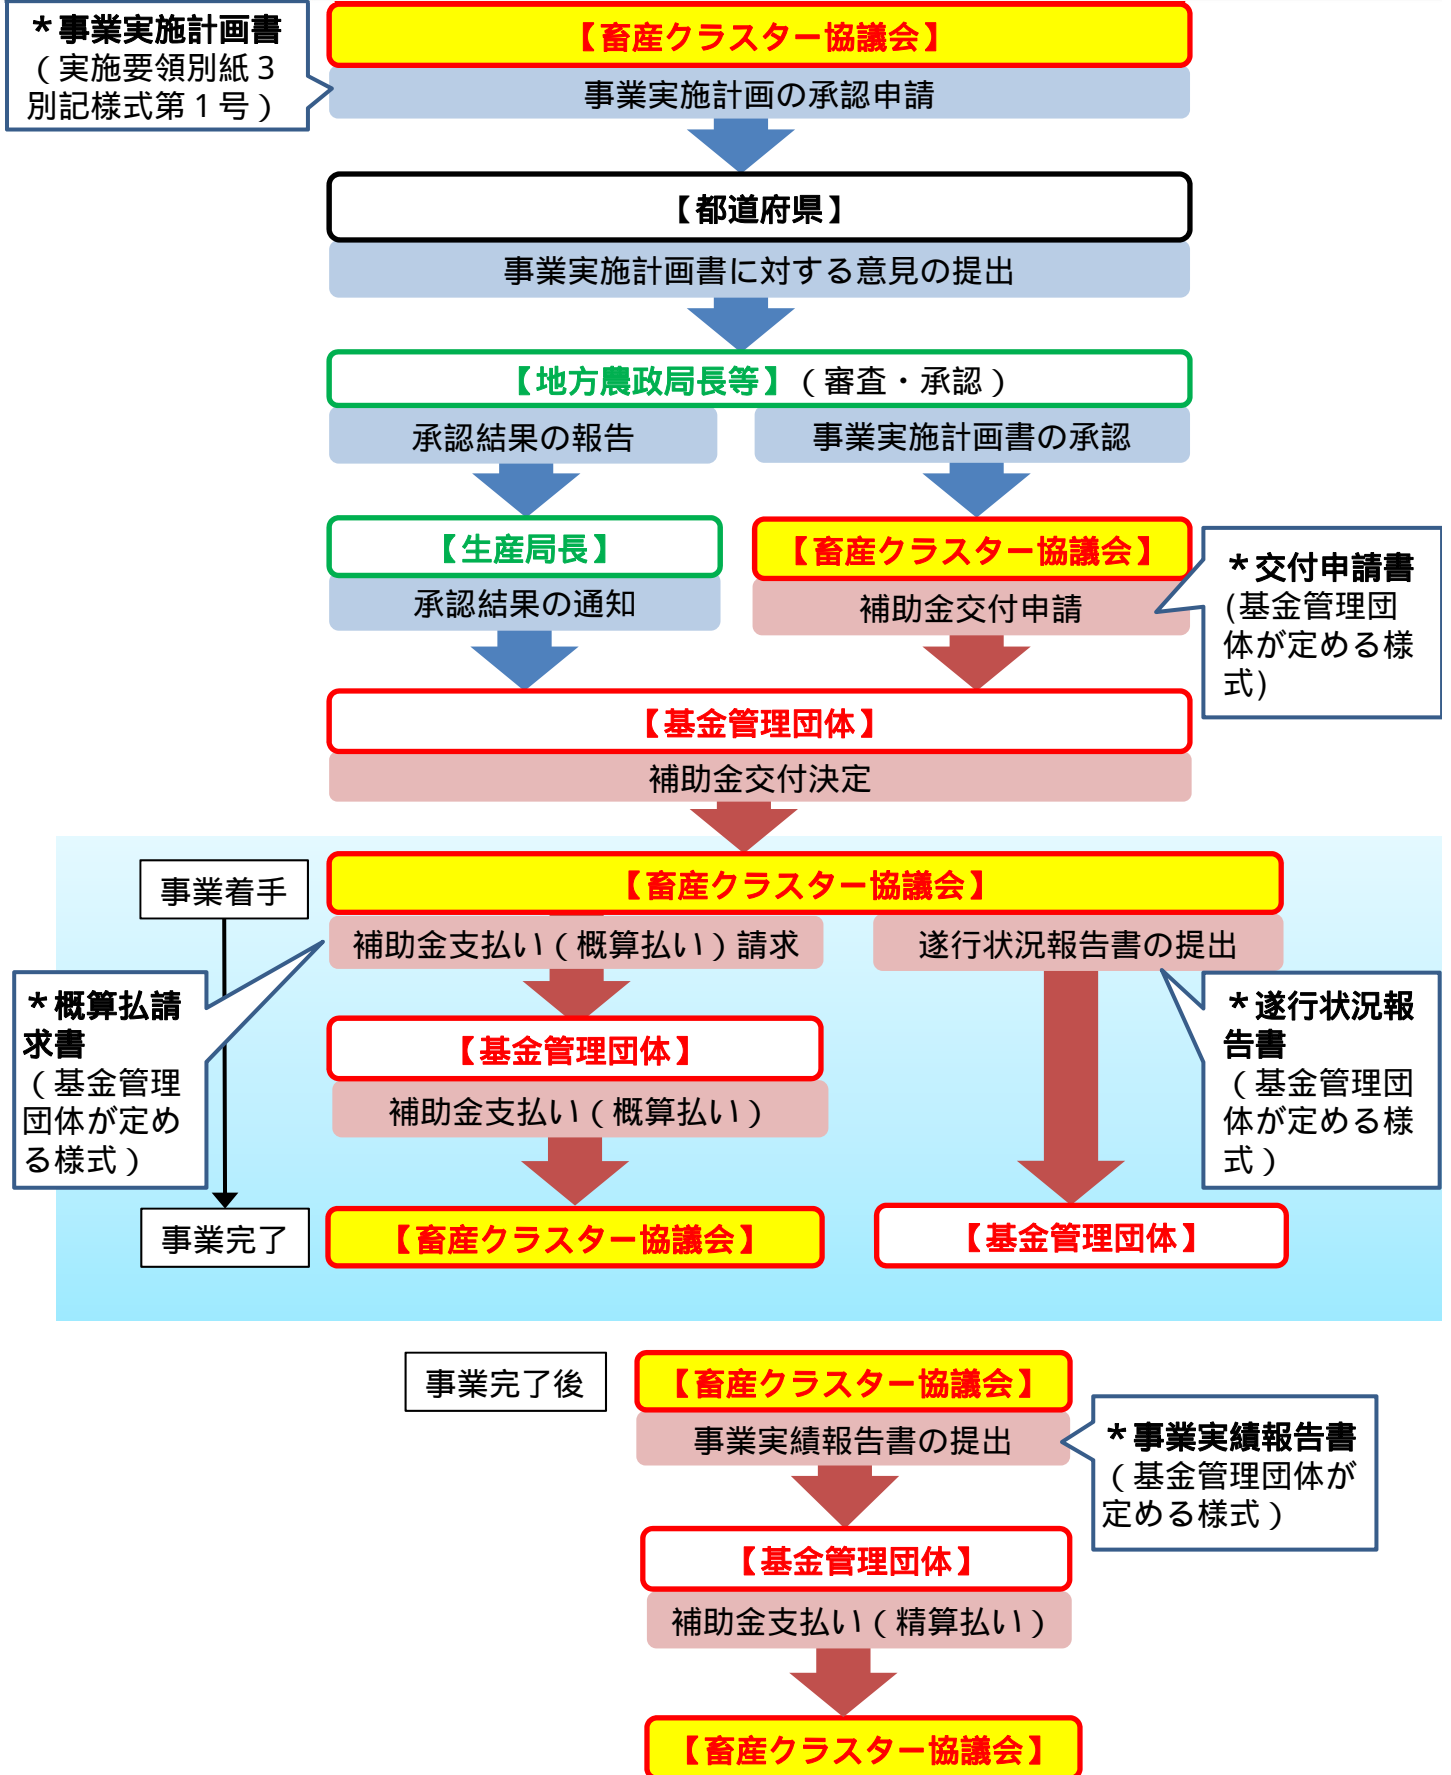 ＊事業実施計画書
（実施要領別紙３
別記様式第１号）
【畜産クラスター協議会】
事業実施計画の承認申請
【都道府県】
事業実施計画書に対する意見の提出
【地方農政局長等】（審査・承認）
承認結果の報告
事業実施計画書の承認
【生産局長】
承認結果の通知
【畜産クラスター協議会】
補助金交付申請
＊交付申請書
(基金管理団
体が定める様
式)
【基金管理団体】
補助金交付決定
事業着手
【畜産クラスター協議会】
補助金支払い（概算払い）請求
遂行状況報告書の提出
＊概算払請
求書
（基金管理
団体が定め
る様式）
＊遂行状況報
告書
（基金管理団
体が定める様
式）
【基金管理団体】
補助金支払い（概算払い）
事業完了
【畜産クラスター協議会】
【基金管理団体】
事業完了後
【畜産クラスター協議会】
事業実績報告書の提出
＊事業実績報告書
（基金管理団体が
定める様式）
【基金管理団体】
補助金支払い（精算払い）
【畜産クラスター協議会】